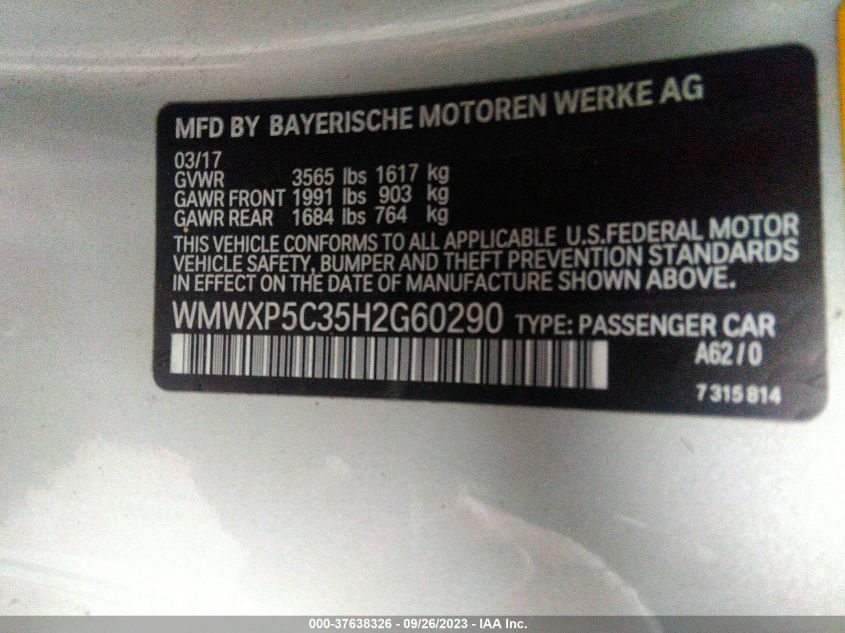 MFD BY BAYERISCHE MOTOREN WERKE AG
03/17
GVWR 3565 lbs 1617 kg
GAWR FRONT 1991 lbs 903 kg
GAWR REAR 1684 lbs 764 kg
THIS VEHICLE CONFORMS TO ALL APPLICABLE U.S.FEDERAL MOTOR
VEHICLE SAFETY, BUMPER AND THEFT PREVENTION STANDARDS
IN EFFECT ON THE DATE OF MANUFACTURE SHOWN ABOVE.
WMWXP5C35H2G60290 TYPE: PASSENGER CAR
A62/0
7 315 814
000-37638326 - 09/26/2023 - IAA Inc.